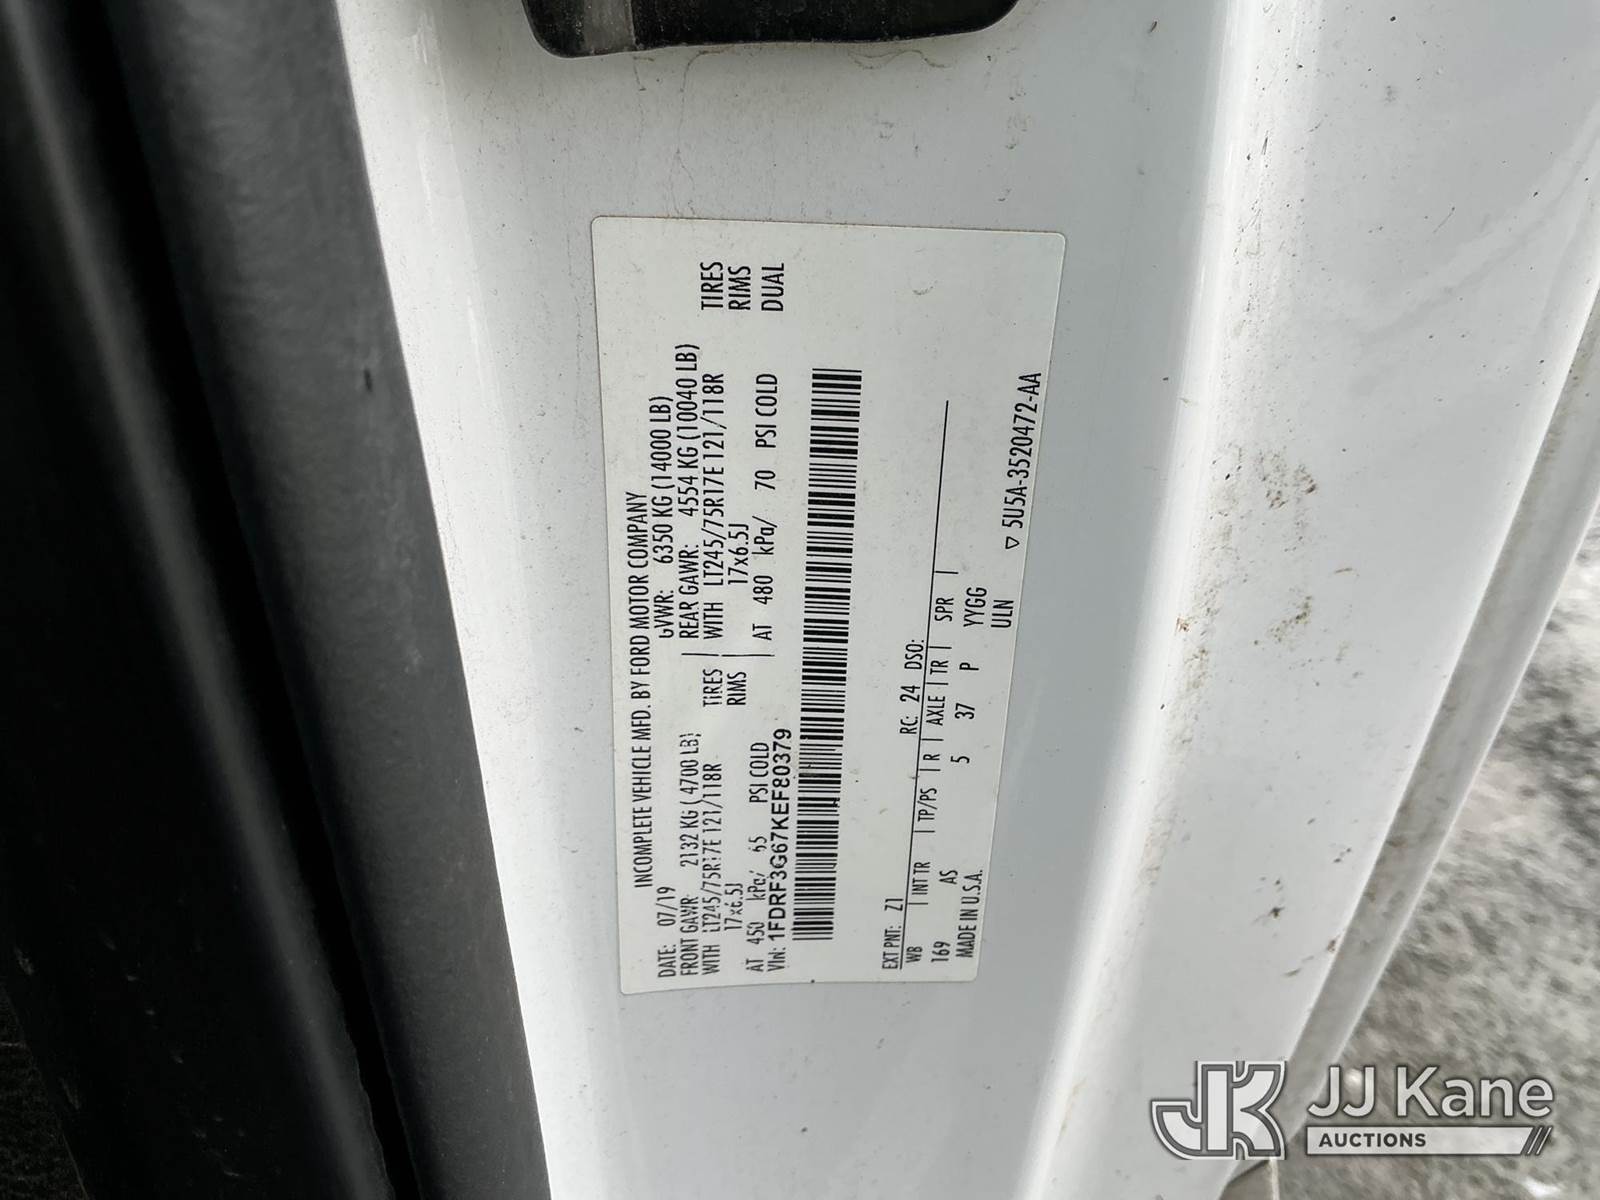 INCOMPLETE VEHICLE MFD. BY FORD MOTOR COMPANY
DATE: 07/19 GVWR: 6350 KG (14000 LB)
FRONT GAWR: 2132 KG ( 4700 LB) REAR GAWR: 4554 KG (10040 LB)
WITH LT245/75R17E 121/118R TIRES WITH LT245/75R17E 121/118R TIRES
17x6.5J RIMS 17x6.5J RIMS
AT 450 kPa/ 65 PSI COLD AT 480 kPa/ 70 PSI COLD DUAL
VIN: 1FDRF3G67KEF80379
EXT PNT: Z1 RC: 24 DSO:
WB INT TR TP/PS R AXLE TR SPR
169 AS 5 37 P YYGG
MADE IN U.S.A. ULN
▽ 5U5A-3520472-AA
JK JJ Kane
AUCTIONS